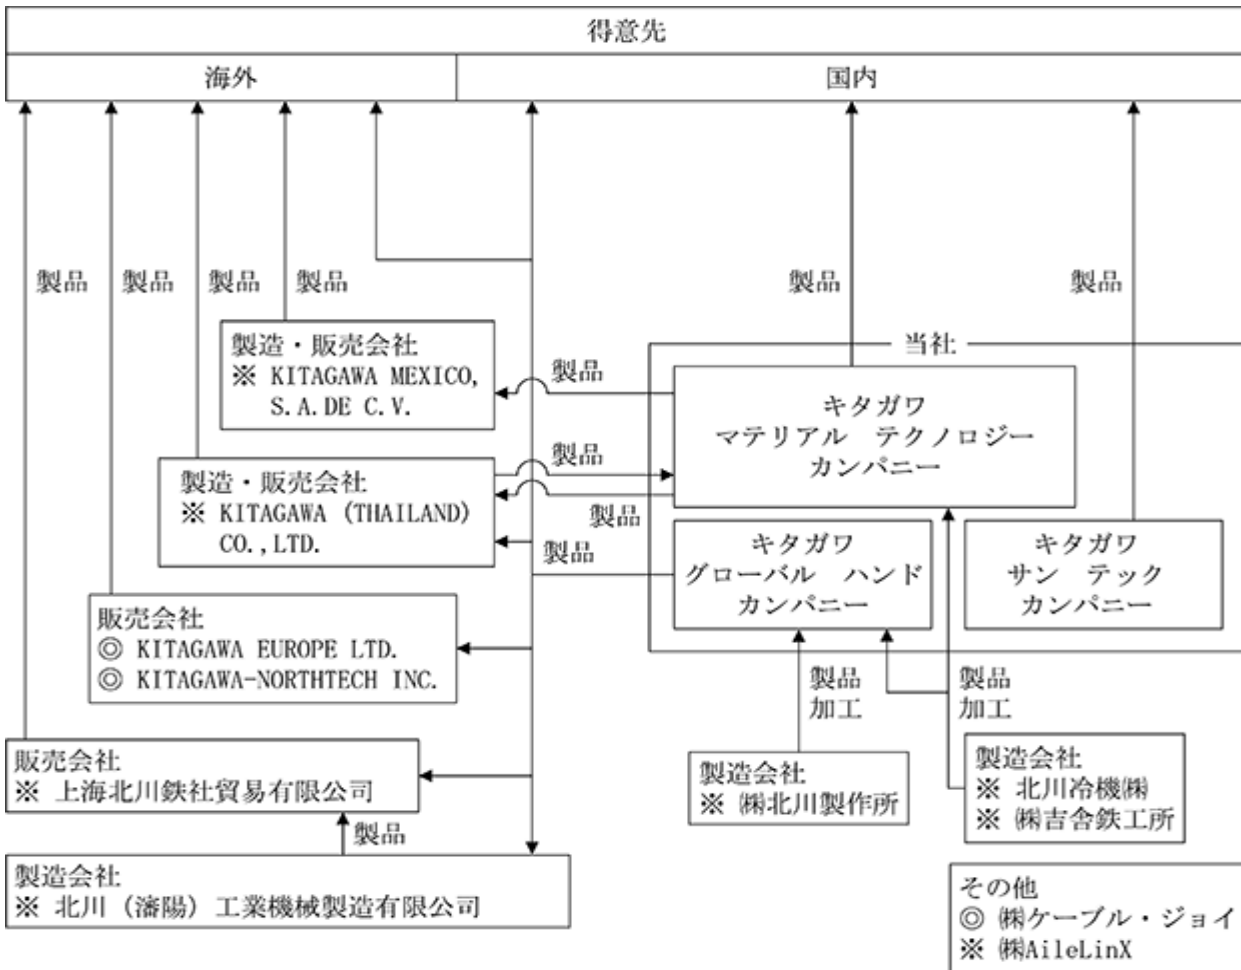 得意先
海外
国内
製品
製品
製品
製品
製品
製品
当社
製造・販売会社
※ KITAGAWA MEXICO,
S.A.DE C.V.
製品
キタガワ
マテリアル テクノロジー
カンパニー
製造・販売会社
※ KITAGAWA (THAILAND)
CO.,LTD.
製品
製品
製品
キタガワ
グローバル ハンド
カンパニー
キタガワ
サン テック
カンパニー
販売会社
◎ KITAGAWA EUROPE LTD.
◎ KITAGAWA-NORTHTECH INC.
製品
加工
製品
加工
販売会社
※ 上海北川鉄社貿易有限公司
製造会社
※ ㈱北川製作所
製造会社
※ 北川冷機㈱
※ ㈱吉舎鉄工所
製品
製造会社
※ 北川（瀋陽）工業機械製造有限公司
その他
◎ ㈱ケーブル・ジョイ
※ ㈱AileLinX